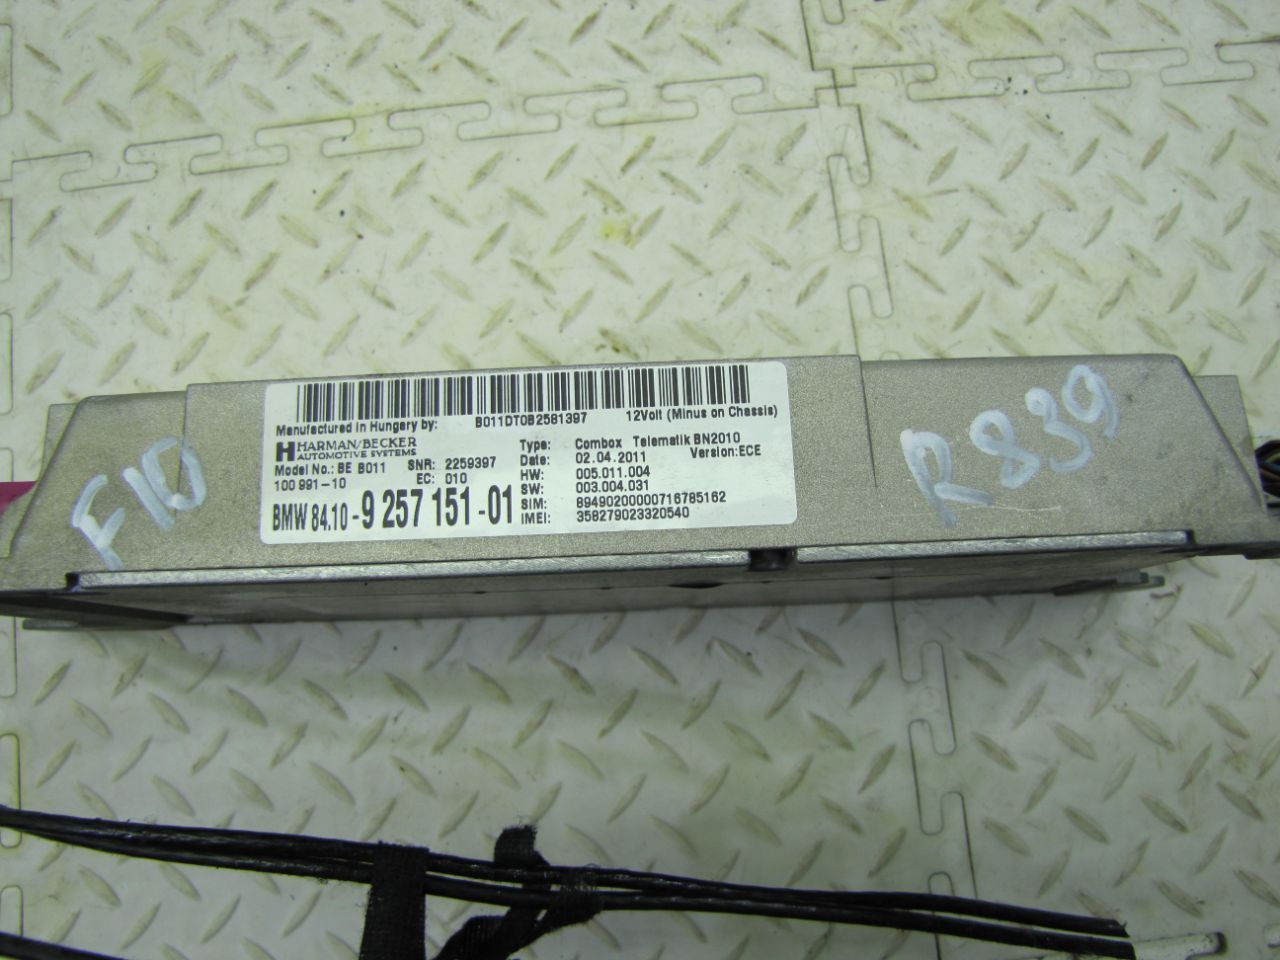 Manufactured in Hungary by: B011DT0B2581397 12Volt (Minus on Chassis)
HARMAN/BECKER Type: Combox Telematik BN2010
AUTOMOTIVE SYSTEMS Date: 02.04.2011 Version:ECE
Model No.: BE B011 SNR: 2259397 HW: 005.011.004
100 991-10 EC: 010 SW: 003.004.031
BMW 84.10-9 257 151-01 SIM: 89490200000716785162
IMEI: 358279023320540
F10
R839